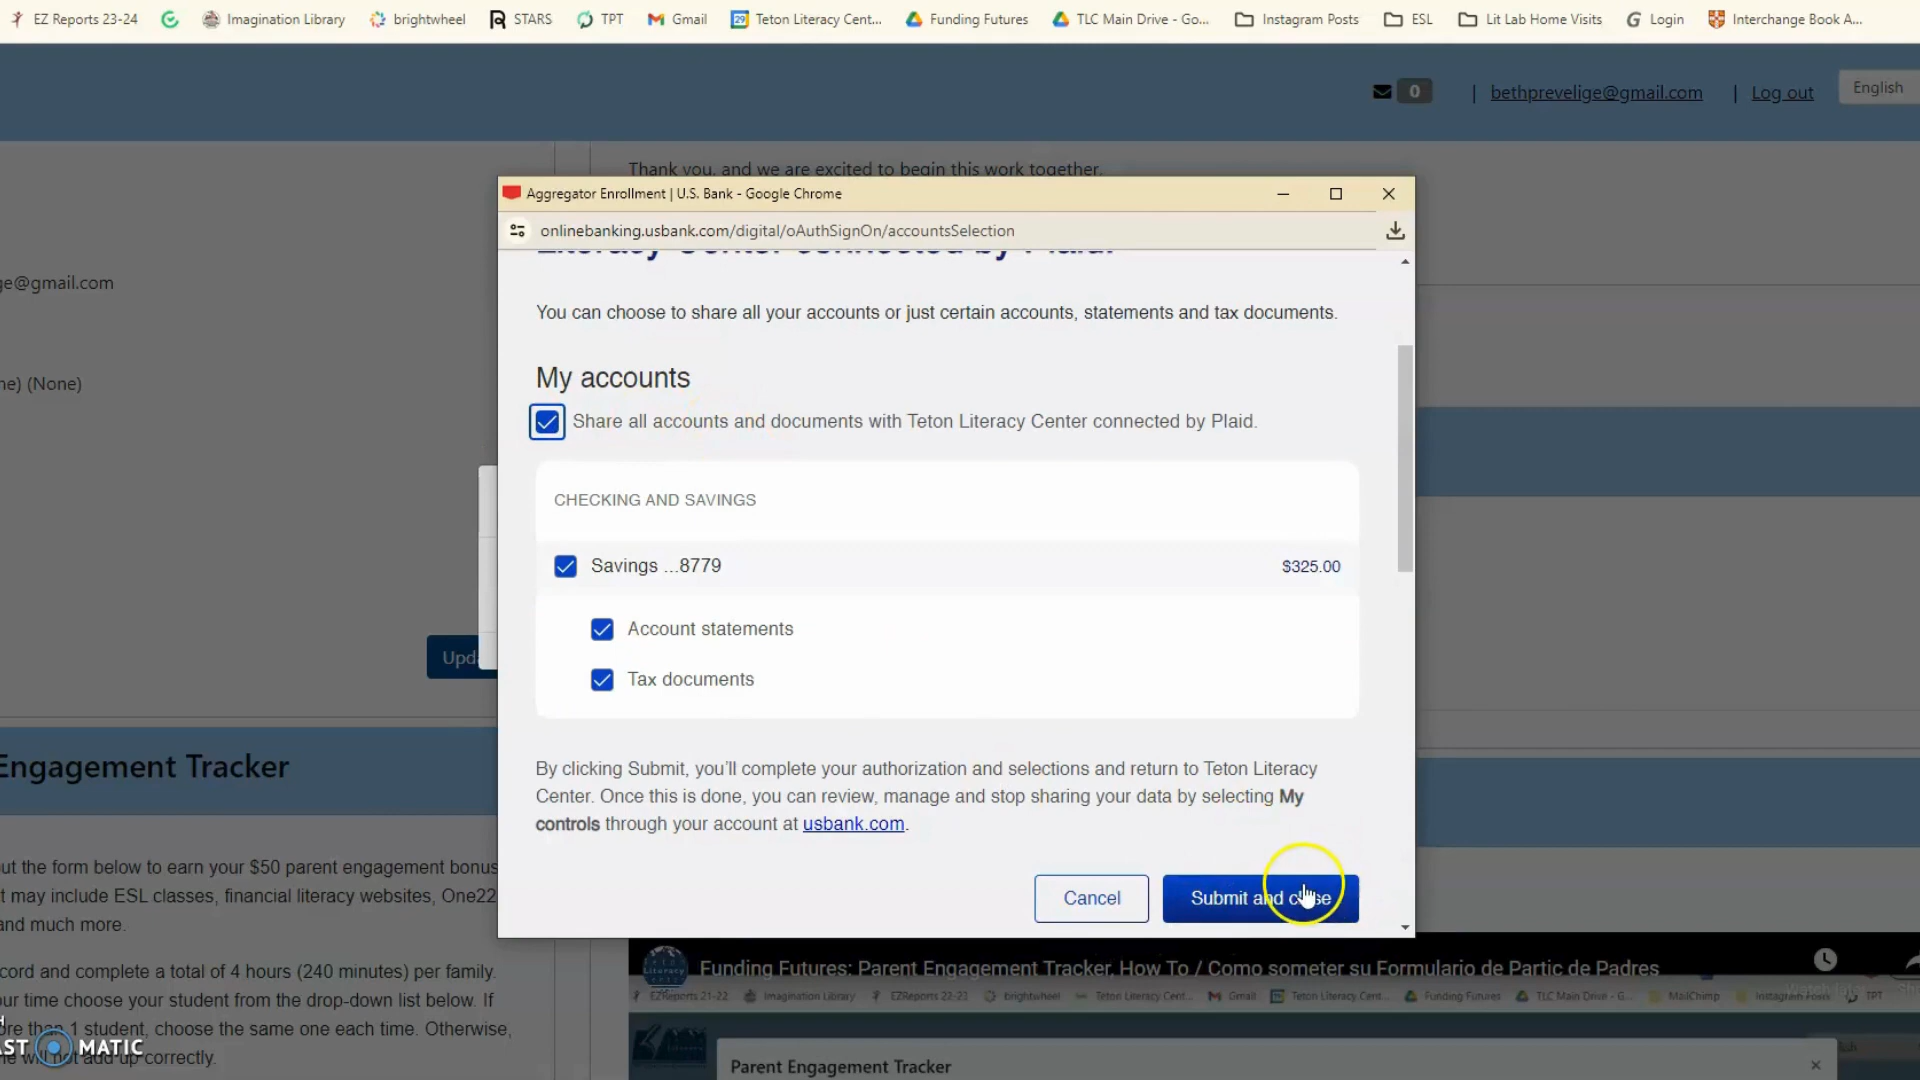 EZ Reports 23-24 Imagination Library brightwheel STARS TPT Gmail Teton Literacy Cent... Funding Futures TLC Main Drive - Go... Instagram Posts ESL Lit Lab Home Visits Login Interchange Book A...
0 | bethprevelige@gmail.com | Log out English
Thank you, and we are excited to begin this work together.
Aggregator Enrollment | U.S. Bank - Google Chrome
onlinebanking.usbank.com/digital/oAuthSignOn/accountsSelection
Literacy Center connected by Plaid.
ge@gmail.com
You can choose to share all your accounts or just certain accounts, statements and tax documents.
ne) (None)
My accounts
Share all accounts and documents with Teton Literacy Center connected by Plaid.
CHECKING AND SAVINGS
Savings ...8779 $325.00
Account statements
Upd
Tax documents
Engagement Tracker
By clicking Submit, you'll complete your authorization and selections and return to Teton Literacy
Center. Once this is done, you can review, manage and stop sharing your data by selecting My
controls through your account at usbank.com.
Cancel Submit and close
out the form below to earn your $50 parent engagement bonus
t may include ESL classes, financial literacy websites, One22
and much more.
cord and complete a total of 4 hours (240 minutes) per family.
ur time choose your student from the drop-down list below. If
ore than 1 student, choose the same one each time. Otherwise,
e will not add up correctly.
AST MATIC
Funding Futures: Parent Engagement Tracker, How To / Como someter su Formulario de Partic de Padres
EZReports 21-22 Imagination Library EZReports 22-23 brightwheel Teton Literacy Cent... Gmail Teton Literacy Cent... Funding Futures TLC Main Drive - G... MailChimp Instagram Posts TPT
Parent Engagement Tracker